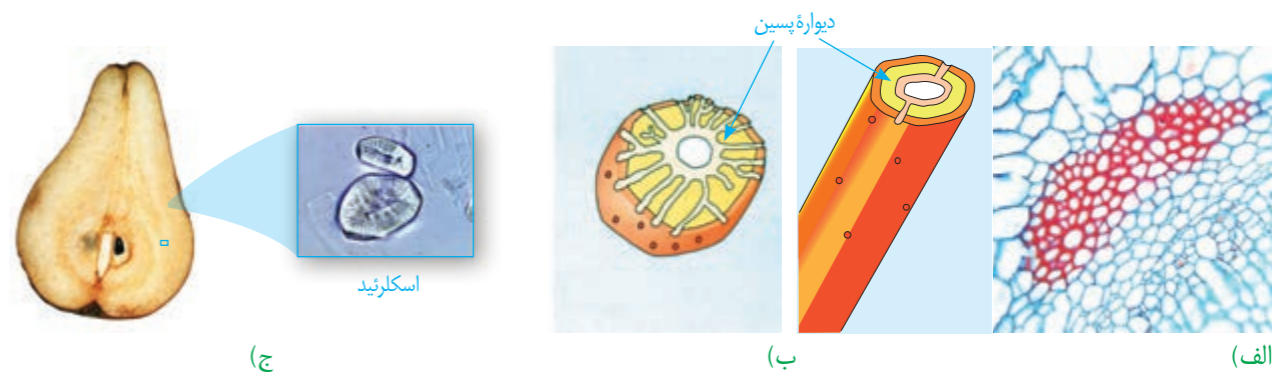 دیوارهٔ پسین
اسکلرئید
الف)
ب)
ج)